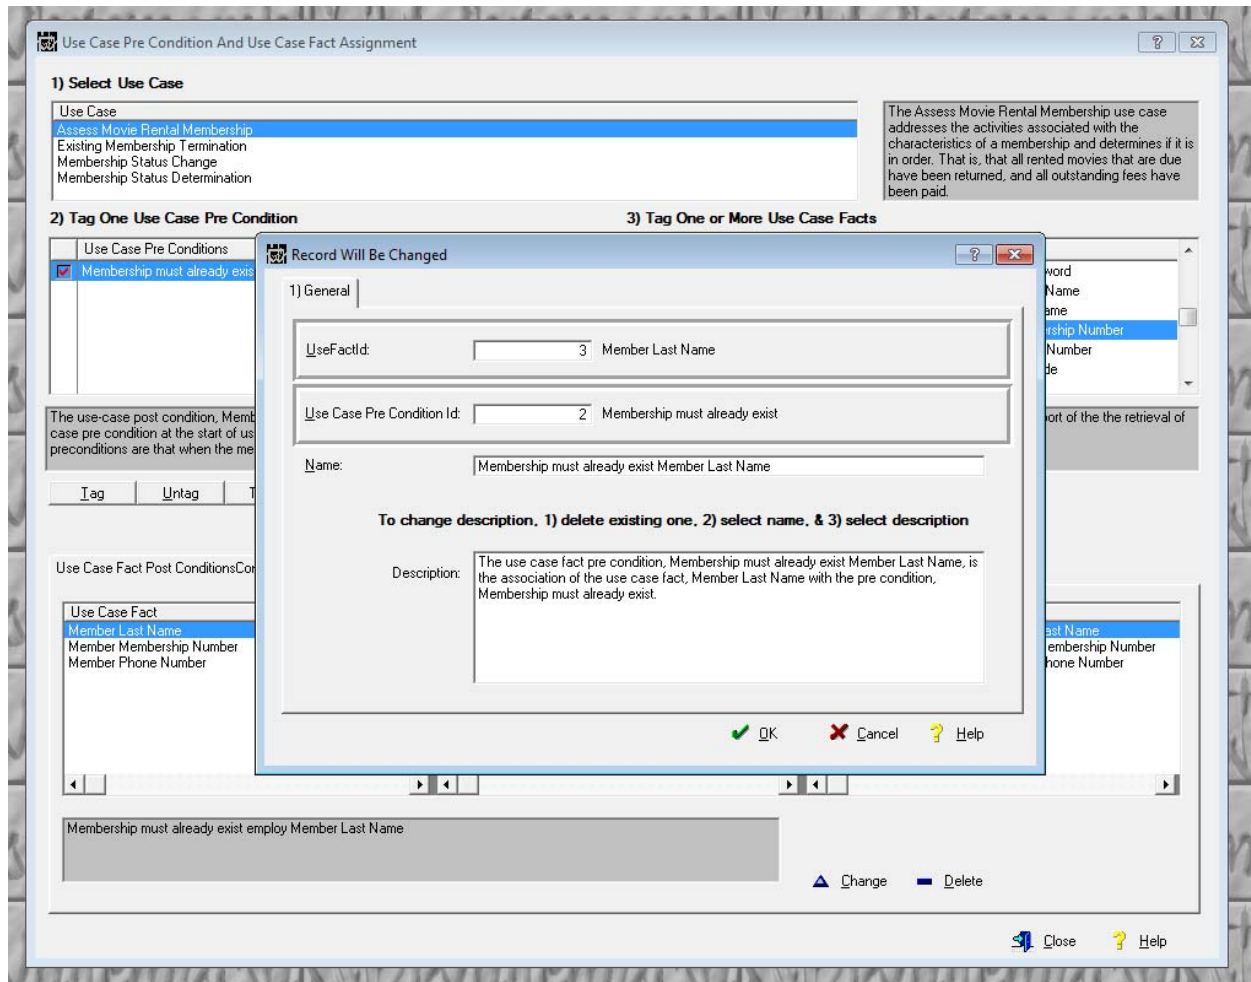 Use Case Pre Condition And Use Case Fact Assignment
1) Select Use Case
Use Case
Assess Movie Rental Membership
Existing Membership Termination
Membership Status Change
Membership Status Determination
The Assess Movie Rental Membership use case
addresses the activities associated with the
characteristics of a membership and determines if it is
in order. That is, that all rented movies that are due
have been returned, and all outstanding fees have
been paid.
2) Tag One Use Case Pre Condition
3) Tag One or More Use Case Facts
Use Case Pre Conditions
Membership must already exis
word
Name
ame
rship Number
Number
de
The use-case post condition, Memb
case pre condition at the start of us
preconditions are that when the me
port of the the retrieval of
Tag
Untag
T
Record Will Be Changed
1) General
UseFactId:
3
Member Last Name
Use Case Pre Condition Id:
2
Membership must already exist
Name:
Membership must already exist Member Last Name
To change description, 1) delete existing one, 2) select name, & 3) select description
Description:
The use case fact pre condition, Membership must already exist Member Last Name, is
the association of the use case fact, Member Last Name with the pre condition,
Membership must already exist.
OK
Cancel
Help
Use Case Fact Post ConditionsCor
Use Case Fact
Member Last Name
Member Membership Number
Member Phone Number
ast Name
embership Number
hone Number
Membership must already exist employ Member Last Name
Change
Delete
Close
Help